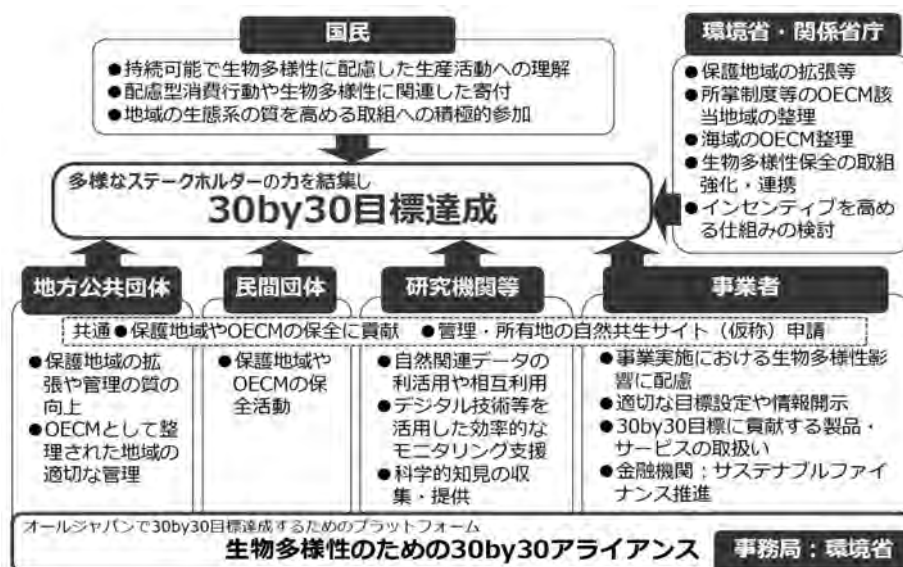 国民
●持続可能で生物多様性に配慮した生産活動への理解
●配慮型消費行動や生物多様性に関連した寄付
●地域の生態系の質を高める取組への積極的参加
環境省・関係省庁
●保護地域の拡張等
●所掌制度等のOECM該
当地域の整理
●海域のOECM整理
●生物多様性保全の取組
強化・連携
●インセンティブを高め
る仕組みの検討
多様なステークホルダーの力を結集し
30by30目標達成
地方公共団体
民間団体
研究機関等
事業者
共通●保護地域やOECMの保全に貢献 ●管理・所有地の自然共生サイト（仮称）申請
●保護地域の拡
張や管理の質の
向上
●OECMとして整
理された地域の
適切な管理
●保護地域や
OECMの保
全活動
●自然関連データの
利活用や相互利用
●デジタル技術等を
活用した効率的な
モニタリング支援
●科学的知見の収
集・提供
●事業実施における生物多様性影
響に配慮
●適切な目標設定や情報開示
●30by30目標に貢献する製品・
サービスの取扱い
●金融機関：サステナブルファイ
ナンス推進
オールジャパンで30by30目標達成するためのプラットフォーム
生物多様性のための30by30アライアンス
事務局：環境省